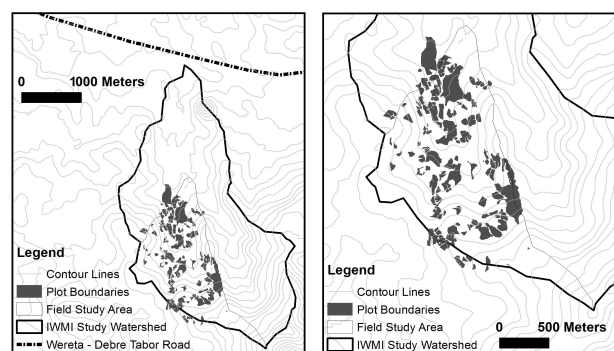 0 1000 Meters
Legend
Contour Lines
Plot Boundaries
Field Study Area
IWMI Study Watershed
Wereta - Debre Tabor Road
Legend
Contour Lines
Plot Boundaries
Field Study Area
IWMI Study Watershed
0 500 Meters